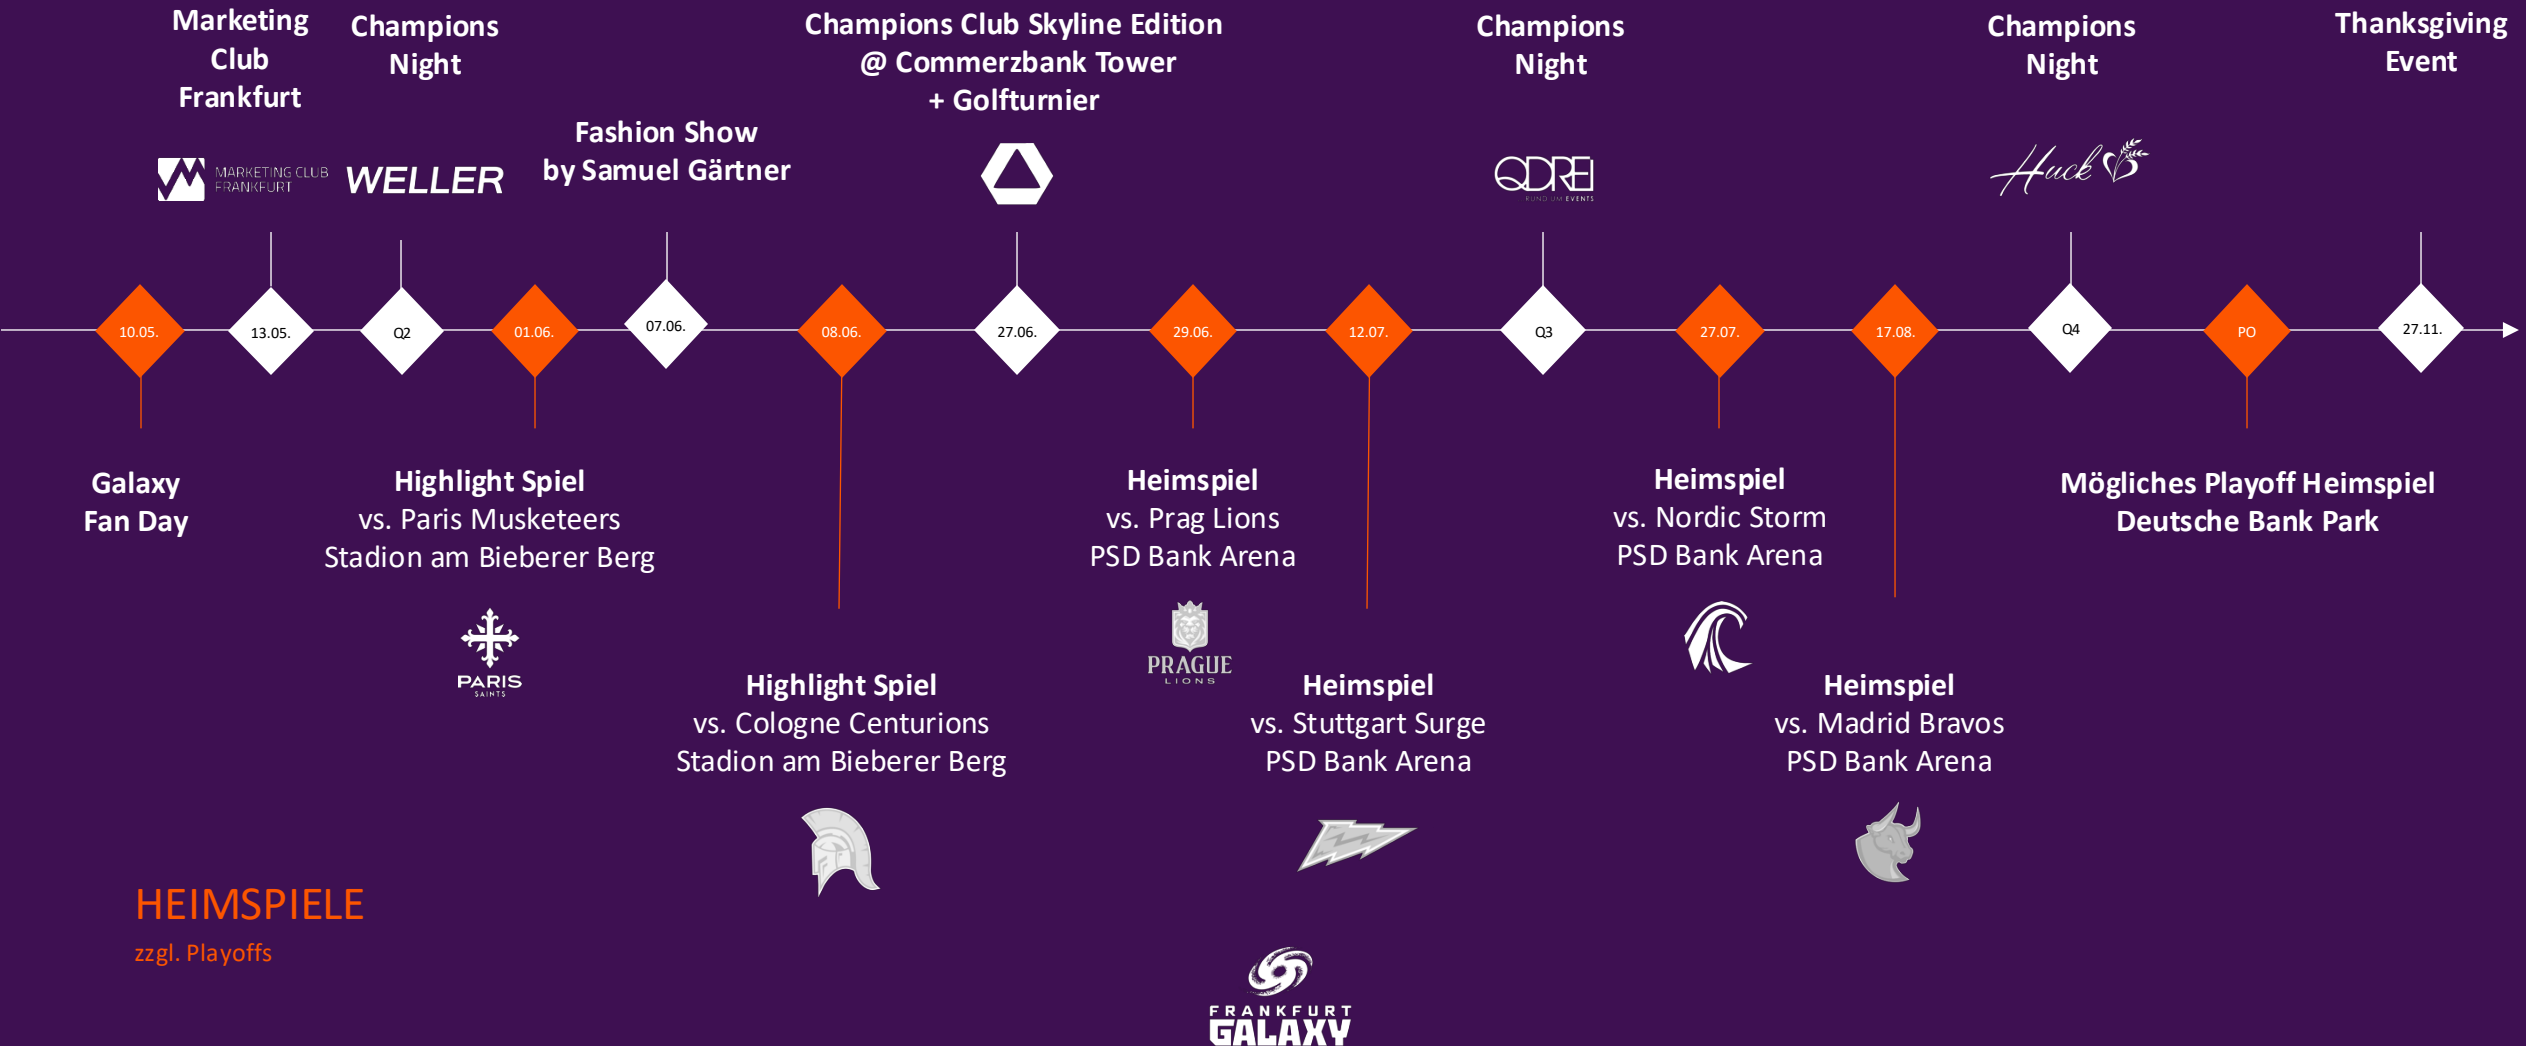 Marketing
Club
Frankfurt
MARKETING CLUB
FRANKFURT
Champions
Night
WELLER
Fashion Show
by Samuel Gärtner
Champions Club Skyline Edition
@ Commerzbank Tower
+ Golfturnier
Champions
Night
QDREI
RUND UM EVENTS
Champions
Night
Huck
Thanksgiving
Event
10.05.
13.05.
Q2
01.06.
07.06.
08.06.
27.06.
29.06.
12.07.
Q3
27.07.
17.08.
Q4
PO
27.11.
Galaxy
Fan Day
Highlight Spiel
vs. Paris Musketeers
Stadion am Bieberer Berg
PARIS
SAINTS
Highlight Spiel
vs. Cologne Centurions
Stadion am Bieberer Berg
Heimspiel
vs. Prag Lions
PSD Bank Arena
PRAGUE
LIONS
Heimspiel
vs. Stuttgart Surge
PSD Bank Arena
Heimspiel
vs. Nordic Storm
PSD Bank Arena
Heimspiel
vs. Madrid Bravos
PSD Bank Arena
Mögliches Playoff Heimspiel
Deutsche Bank Park
HEIMSPIELE
zzgl. Playoffs
FRANKFURT
GALAXY